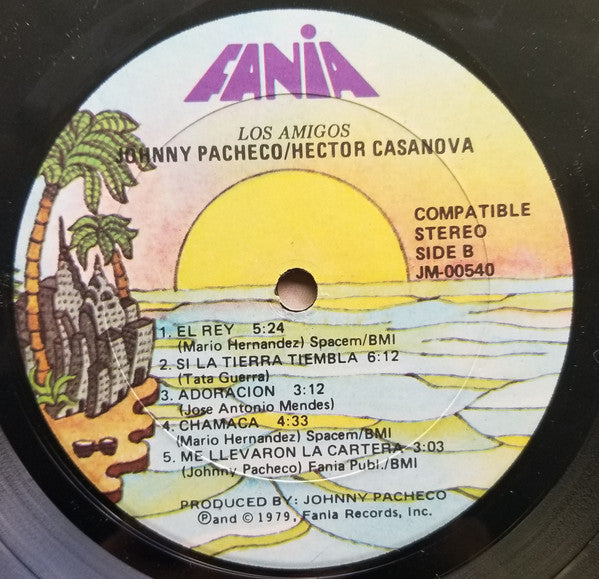 FANIA
LOS AMIGOS
JOHNNY PACHECO/HECTOR CASANOVA
COMPATIBLE
STEREO
SIDE B
JM-00540
1. EL REY 5:24
(Mario Hernandez) Spacem/BMI
2. SI LA TIERRA TIEMBLA 6:12
(Tata Guerra)
3. ADORACION 3:12
(Jose Antonio Mendes)
4. CHAMACA 4:33
(Mario Hernandez) Spacem/BMI
5. ME LLEVARON LA CARTERA 3:03
(Johnny Pacheco) Fania Publ./BMI
PRODUCED BY: JOHNNY PACHECO
℗and © 1979, Fania Records, Inc.